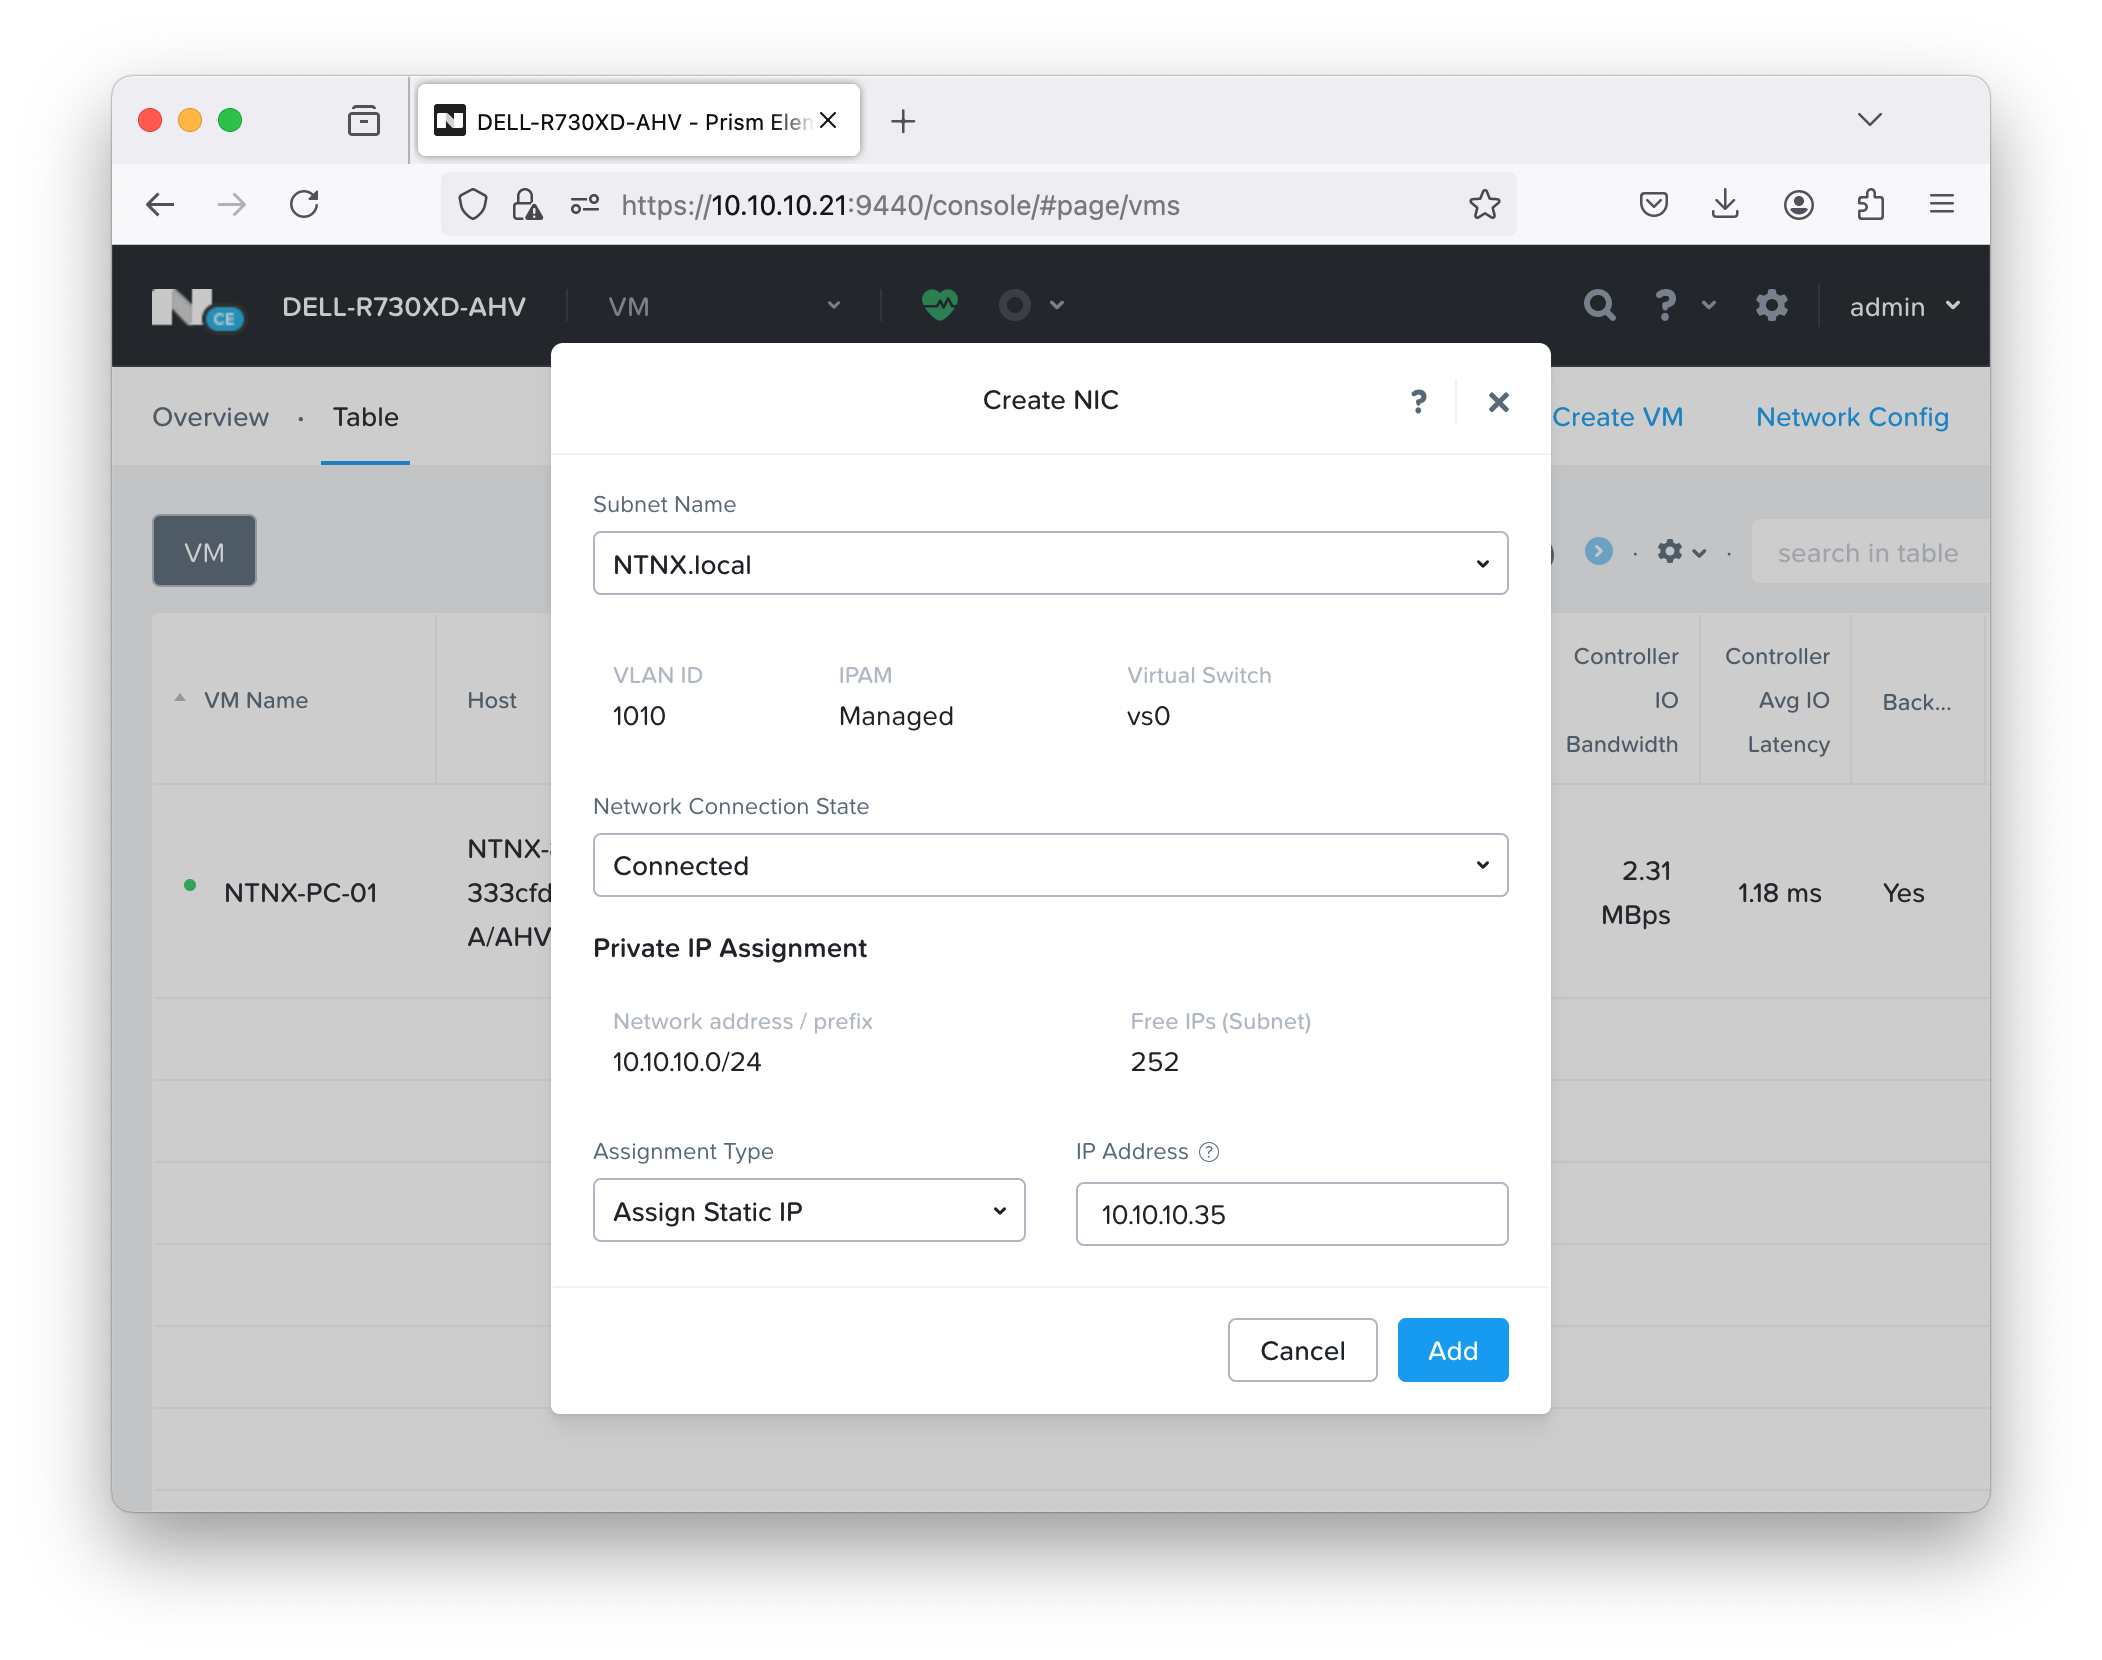 DELL-R730XD-AHV - Prism Elem
https://10.10.10.21:9440/console/#page/vms
CE
DELL-R730XD-AHV
VM
?
admin
Overview · Table
Create VM
Network Config
VM
search in table
VM Name
Host
Controller IO Bandwidth
Controller Avg IO Latency
Back...
NTNX-PC-01
NTNX-
333cfd
A/AHV
2.31
MBps
1.18 ms
Yes
Create NIC
?
Subnet Name
NTNX.local
VLAN ID
IPAM
Virtual Switch
1010
Managed
vs0
Network Connection State
Connected
Private IP Assignment
Network address / prefix
Free IPs (Subnet)
10.10.10.0/24
252
Assignment Type
IP Address ?
Assign Static IP
10.10.10.35
Cancel
Add